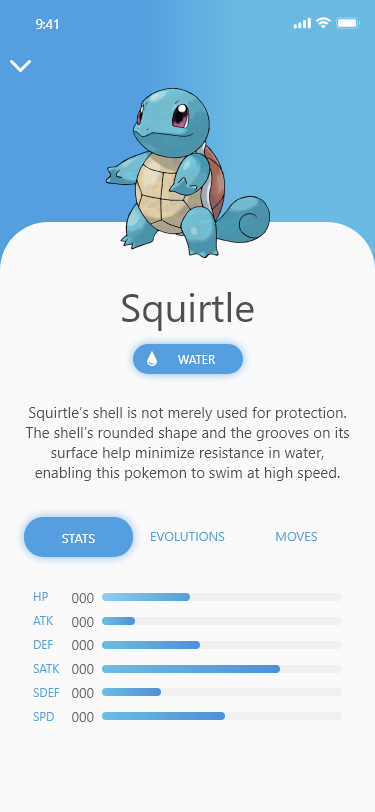 9:41
Squirtle
WATER
Squirtle's shell is not merely used for protection.
The shell's rounded shape and the grooves on its
surface help minimize resistance in water,
enabling this pokemon to swim at high speed.
STATS EVOLUTIONS MOVES
HP 000
ATK 000
DEF 000
SATK 000
SDEF 000
SPD 000